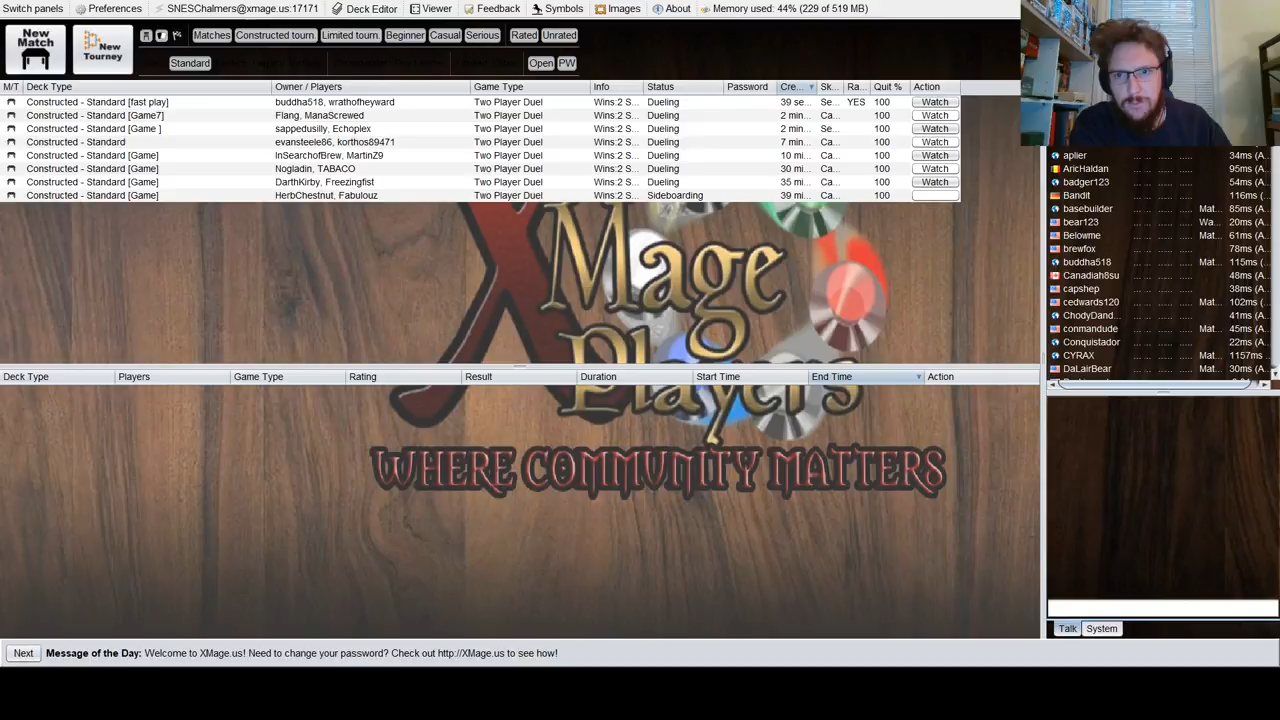 Switch panels Preferences SNESChalmers@xmage.us:17171 Deck Editor Viewer Feedback Symbols Images About Memory used: 44% (229 of 519 MB)
New Match New Tourney Matches Constructed tourn. Limited tourn. Beginner Casual Serious Rated Unrated
Standard Open PW
M/T Deck Type Owner / Players Game Type Info Status Password Cre... Sk... Ra... Quit % Action
Constructed - Standard [fast play] buddha518, wrathofheyward Two Player Duel Wins:2 S... Dueling 39 se... Se... YES 100 Watch
Constructed - Standard [Game7] Flang, ManaScrewed Two Player Duel Wins:2 S... Dueling 2 min... Ca... 100 Watch
Constructed - Standard [Game ] sappedusilly, Echoplex Two Player Duel Wins:2 S... Dueling 2 min... Se... 100 Watch
Constructed - Standard evansteele86, korthos89471 Two Player Duel Wins:2 S... Dueling 7 min... Ca... 100 Watch
Constructed - Standard [Game] InSearchofBrew, MartinZ9 Two Player Duel Wins:2 S... Dueling 10 mi... Ca... 100 Watch
Constructed - Standard [Game] Nogladin, TABACO Two Player Duel Wins:2 S... Dueling 30 mi... Ca... 100 Watch
Constructed - Standard [Game] DarthKirby, Freezingfist Two Player Duel Wins:2 S... Dueling 35 mi... Ca... 100 Watch
Constructed - Standard [Game] HerbChestnut, Fabulouz Two Player Duel Wins:2 S... Sideboarding 39 mi... Ca... 100
aplier 34ms (A...
AricHaldan 95ms (A...
badger123 54ms (A...
Bandit 116ms (...
basebuilder Mat... 85ms (A...
bear123 Wa... 20ms (A...
Belowme Mat... 61ms (A...
brewfox 78ms (A...
buddha518 Mat... 115ms (...
Canadiah8su 48ms (A...
capshep 38ms (A...
cedwards120 Mat... 102ms (...
ChodyDand... 41ms (A...
conmandude Mat... 45ms (A...
Conquistador 22ms (A...
CYRAX Mat... 1157ms ...
DaLairBear Mat... 30ms (A...
X Mage Players
WHERE COMMUNITY MATTERS
Deck Type Players Game Type Rating Result Duration Start Time End Time Action
Talk System
Next Message of the Day: Welcome to XMage.us! Need to change your password? Check out http://XMage.us to see how!